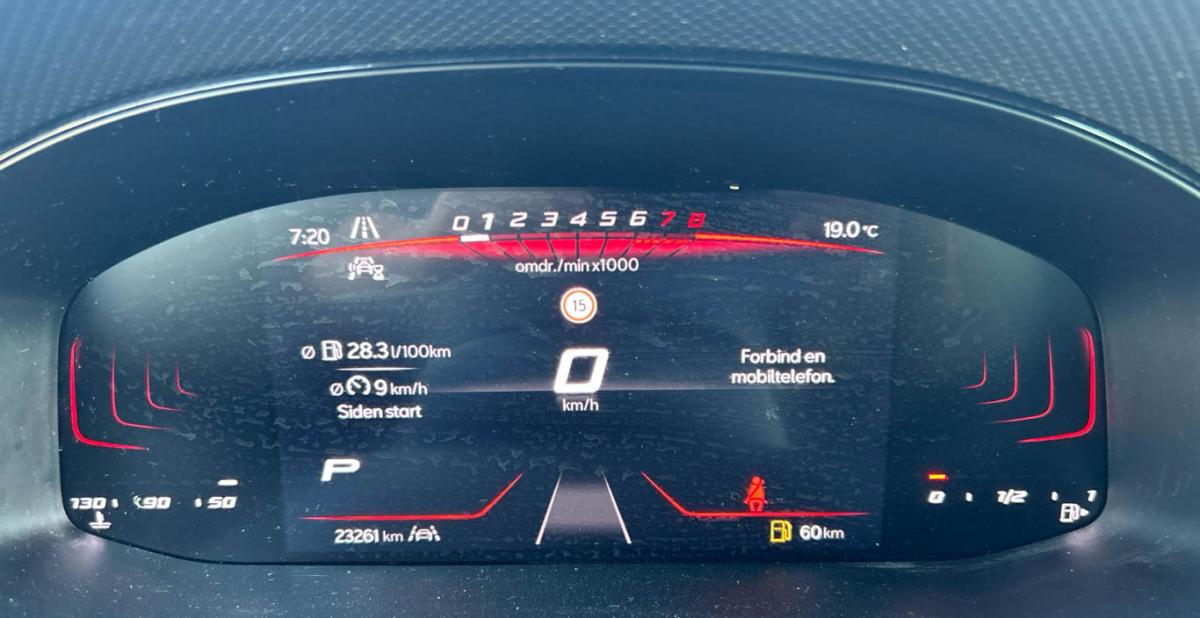 7:20
0 1 2 3 4 5 6 7 8
19.0°C
omdr./min x1000
15
Ø 28.3 l/100km
Ø 9 km/h
Siden start
0
km/h
Forbind en
mobiltelefon.
P
130 90 50
0 1/2 1
23261 km
60 km